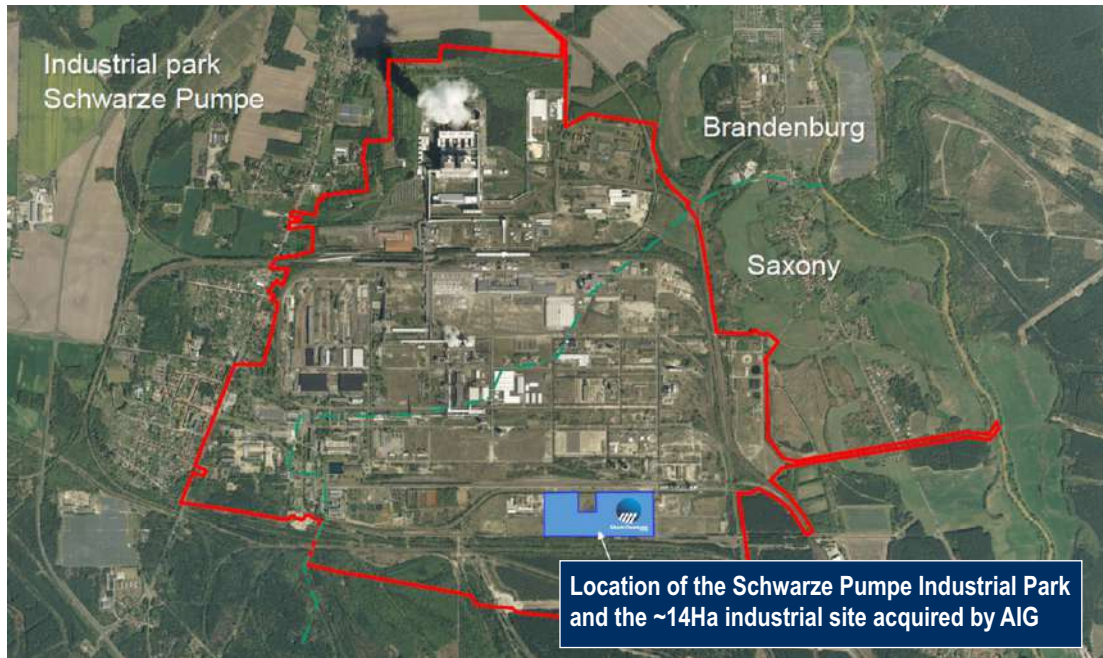 Industrial park
Schwarze Pumpe
Brandenburg
Saxony
Location of the Schwarze Pumpe Industrial Park
and the ~14Ha industrial site acquired by AIG